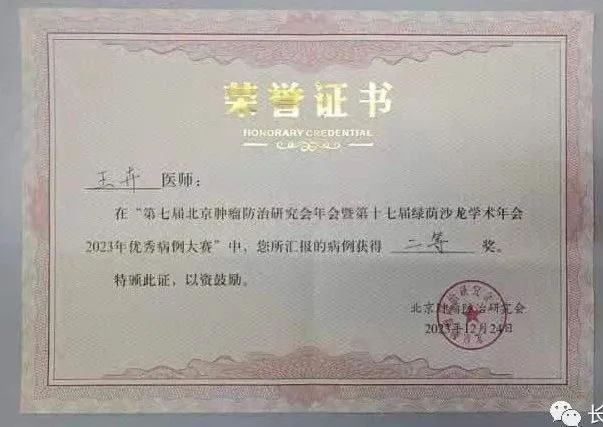 荣誉证书
HONORARY CREDENTIAL
王卉 医师：
在“第七届北京肿瘤防治研究会年会暨第十七届绿荫沙龙学术年会
2023年优秀病例大赛”中，您所汇报的病例获得 二等 奖。
特颁此证，以资鼓励。
北京肿瘤防治研究会
2023年12月24日
长